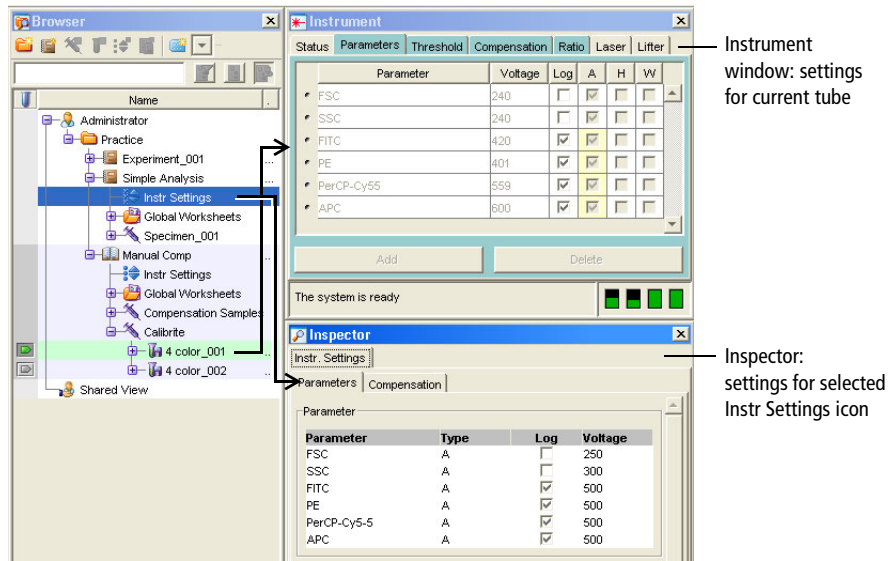 Browser
Name
.
Administrator
Practice
Experiment_001 ...
Simple Analysis ...
Instr Settings
Global Worksheets
Specimen_001
Manual Comp ..
Instr Settings
Global Worksheets
Compensation Samples
Calibrite
4 color_001 ..
4 color_002 ..
Shared View
Instrument
Status Parameters Threshold Compensation Ratio Laser Lifter
Parameter Voltage Log A H W
FSC 240
SSC 240
FITC 420
PE 401
PerCP-Cy55 559
APC 600
Add Delete
The system is ready
Inspector
Instr. Settings
Parameters Compensation
Parameter
Parameter Type Log Voltage
FSC A 250
SSC A 300
FITC A 500
PE A 500
PerCP-Cy5-5 A 500
APC A 500
Instrument
window: settings
for current tube
Inspector:
settings for selected
Instr Settings icon